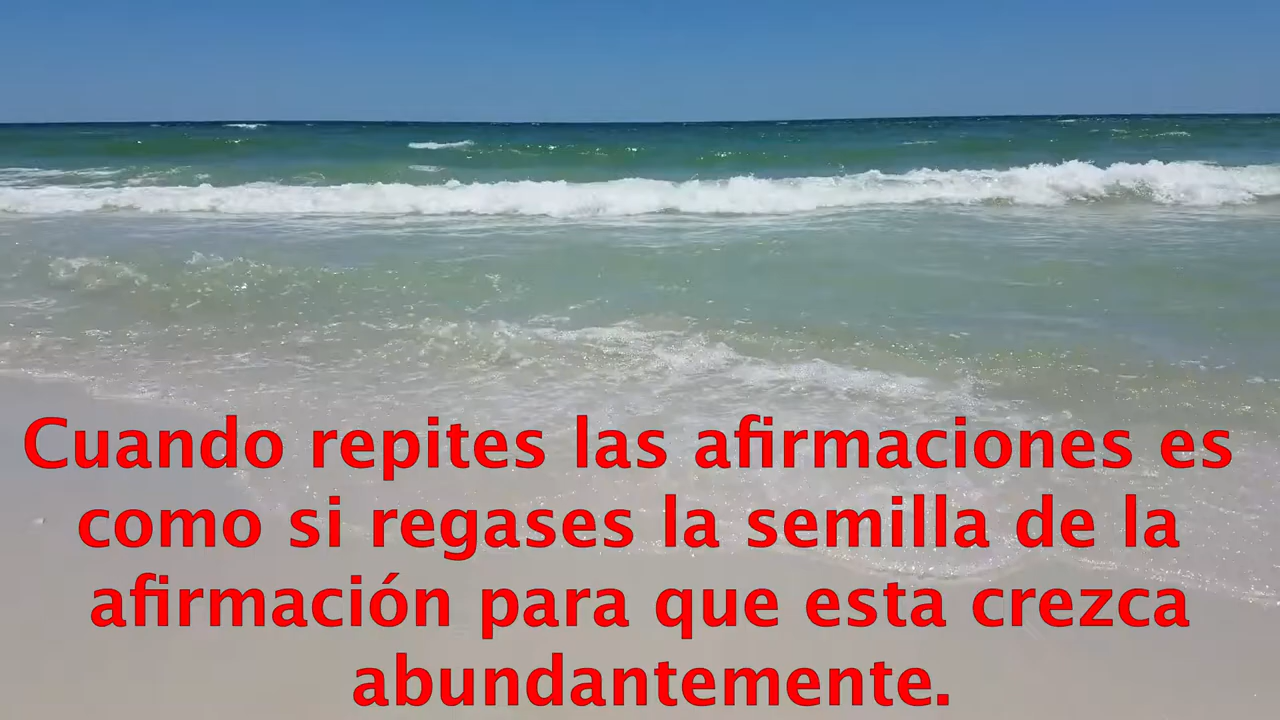 Cuando repites las afirmaciones es
como si regases la semilla de la
afirmación para que esta crezca
abundantemente.